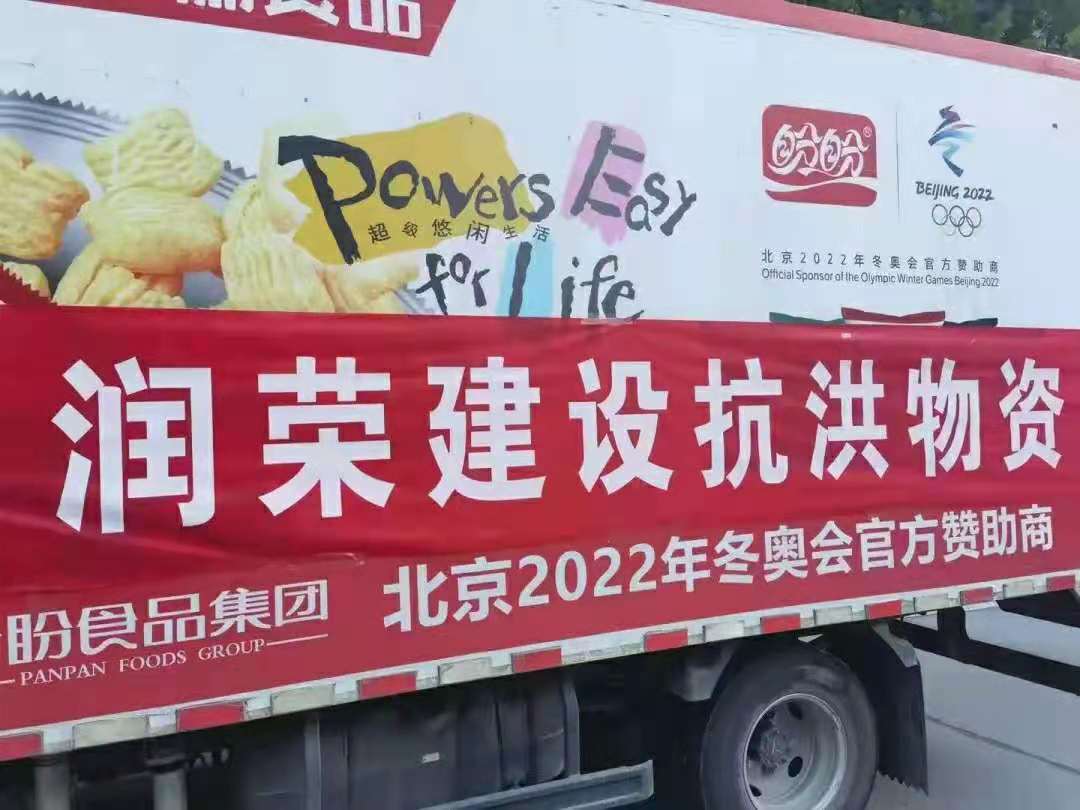 食品
Powers Easy
超级悠闲生活
for Life
盼盼®
BEIJING 2022
北京2022年冬奥会官方赞助商
Official Sponsor of the Olympic Winter Games Beijing 2022
润荣建设抗洪物资
盼食品集团
PANPAN FOODS GROUP
北京2022年冬奥会官方赞助商